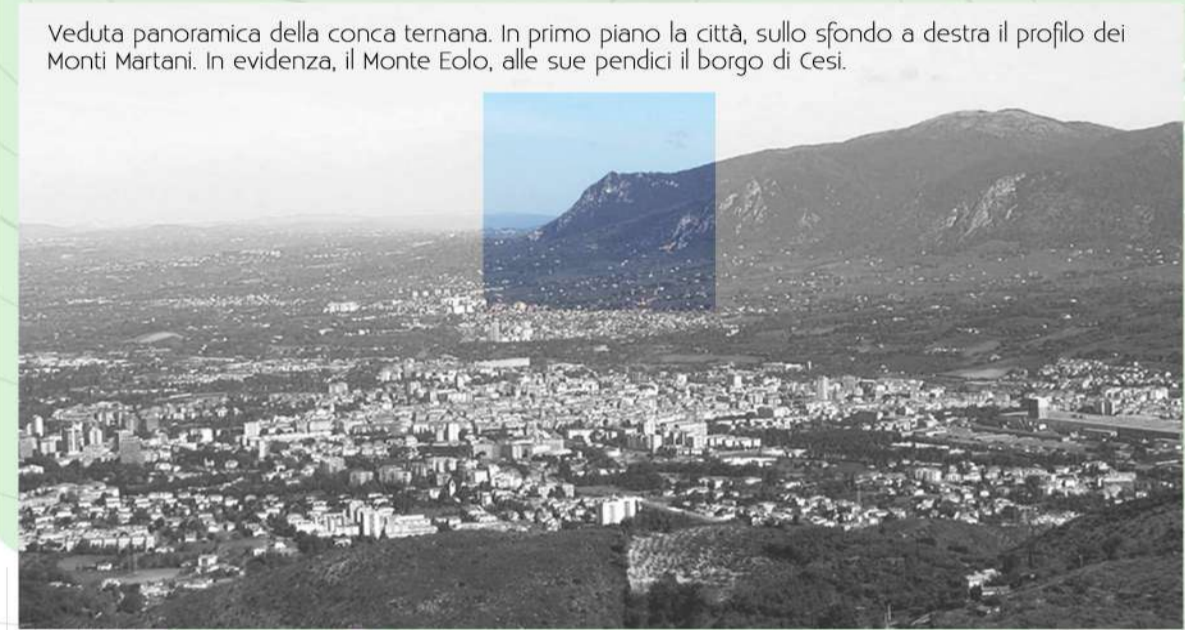 Veduta panoramica della conca ternana. In primo piano la città, sullo sfondo a destra il profilo dei
Monti Martani. In evidenza, il Monte Eolo, alle sue pendici il borgo di Cesi.